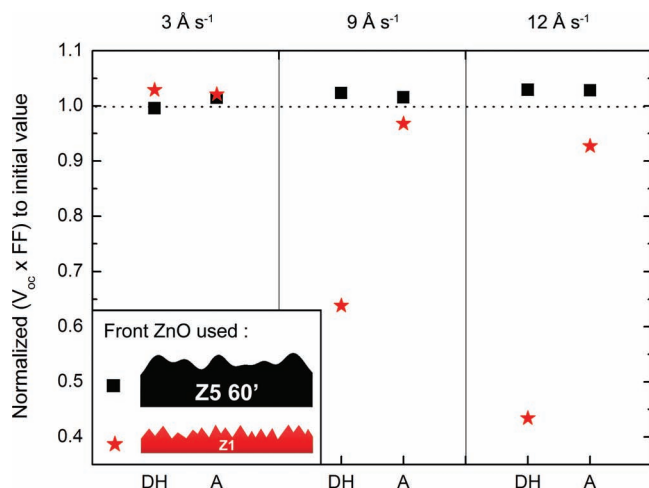 3 Å s-1 9 Å s-1 12 Å s-1
Normalized (Voc x FF) to initial value
1.1
1.0
0.9
0.8
0.7
0.6
0.5
0.4
Front ZnO used :
Z5 60'
Z1
DH A DH A DH A